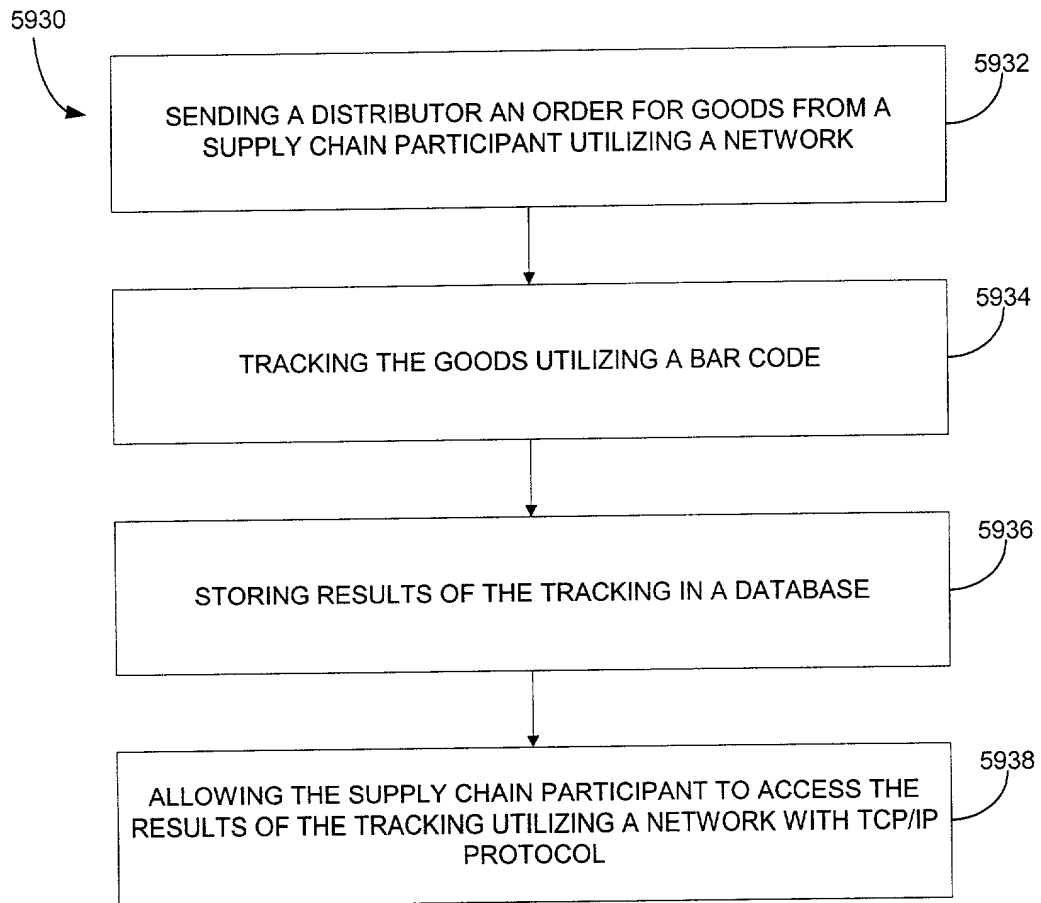 5930
5932
SENDING A DISTRIBUTOR AN ORDER FOR GOODS FROM A
SUPPLY CHAIN PARTICIPANT UTILIZING A NETWORK
5934
TRACKING THE GOODS UTILIZING A BAR CODE
5936
STORING RESULTS OF THE TRACKING IN A DATABASE
5938
ALLOWING THE SUPPLY CHAIN PARTICIPANT TO ACCESS THE
RESULTS OF THE TRACKING UTILIZING A NETWORK WITH TCP/IP
PROTOCOL